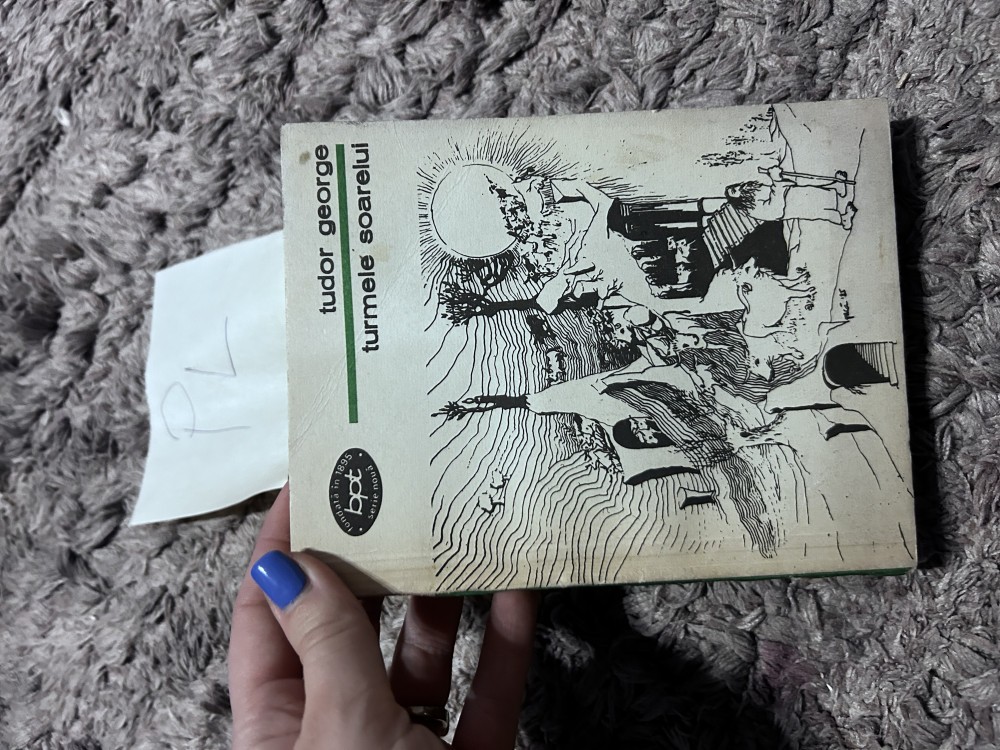 tudor george
turmele soarelui
fondată în 1895
bpt
serie nouă